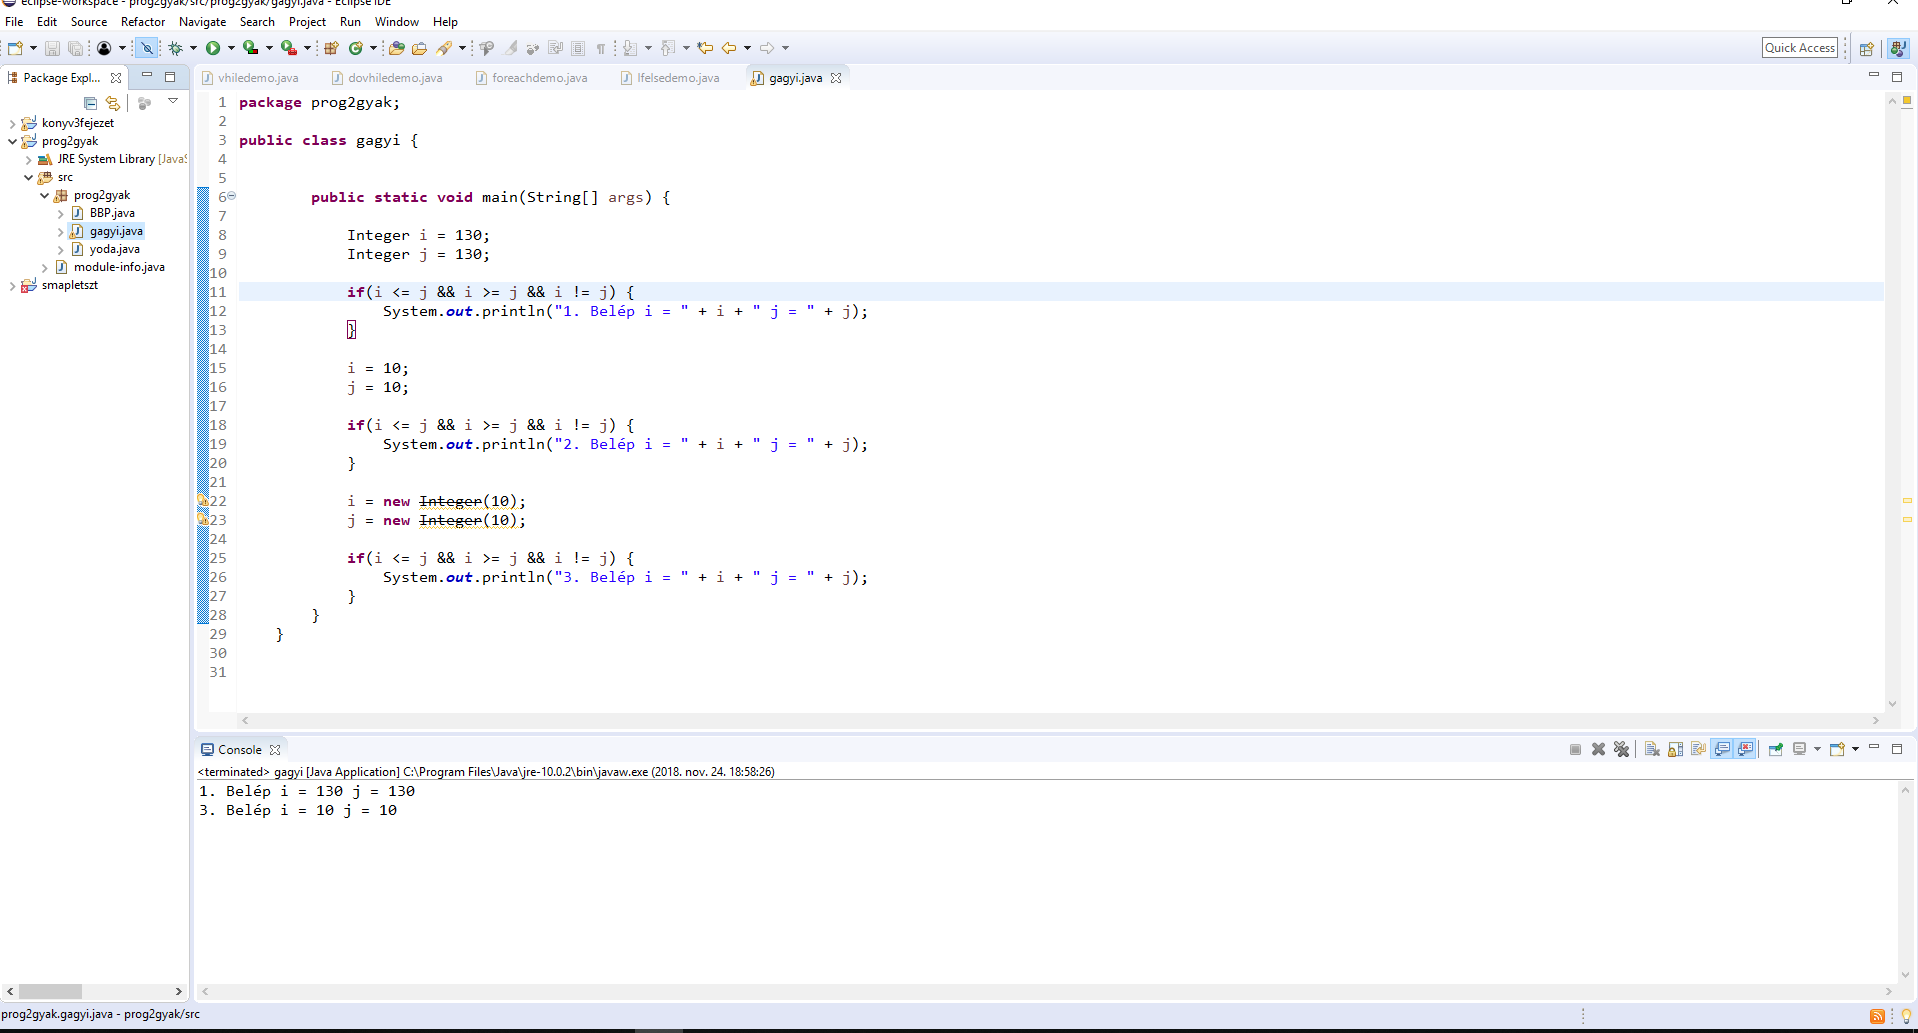 eclipse-workspace - prog2gyak/src/prog2gyak/gagyi.java - Eclipse IDE
File Edit Source Refactor Navigate Search Project Run Window Help
Quick Access
Package Expl...
vhiledemo.java dovhiledemo.java foreachdemo.java Ifelsedemo.java gagyi.java
konyv3fejezet
prog2gyak
JRE System Library [JavaS
src
prog2gyak
BBP.java
gagyi.java
yoda.java
module-info.java
smapletszt
1 package prog2gyak;
2
3 public class gagyi {
4
5
6 public static void main(String[] args) {
7
8 Integer i = 130;
9 Integer j = 130;
10
11 if(i <= j && i >= j && i != j) {
12 System.out.println("1. Belép i = " + i + " j = " + j);
13 }
14
15 i = 10;
16 j = 10;
17
18 if(i <= j && i >= j && i != j) {
19 System.out.println("2. Belép i = " + i + " j = " + j);
20 }
21
22 i = new Integer(10);
23 j = new Integer(10);
24
25 if(i <= j && i >= j && i != j) {
26 System.out.println("3. Belép i = " + i + " j = " + j);
27 }
28 }
29 }
30
31
Console
<terminated> gagyi [Java Application] C:\Program Files\Java\jre-10.0.2\bin\javaw.exe (2018. nov. 24. 18:58:26)
1. Belép i = 130 j = 130
3. Belép i = 10 j = 10
prog2gyak.gagyi.java - prog2gyak/src